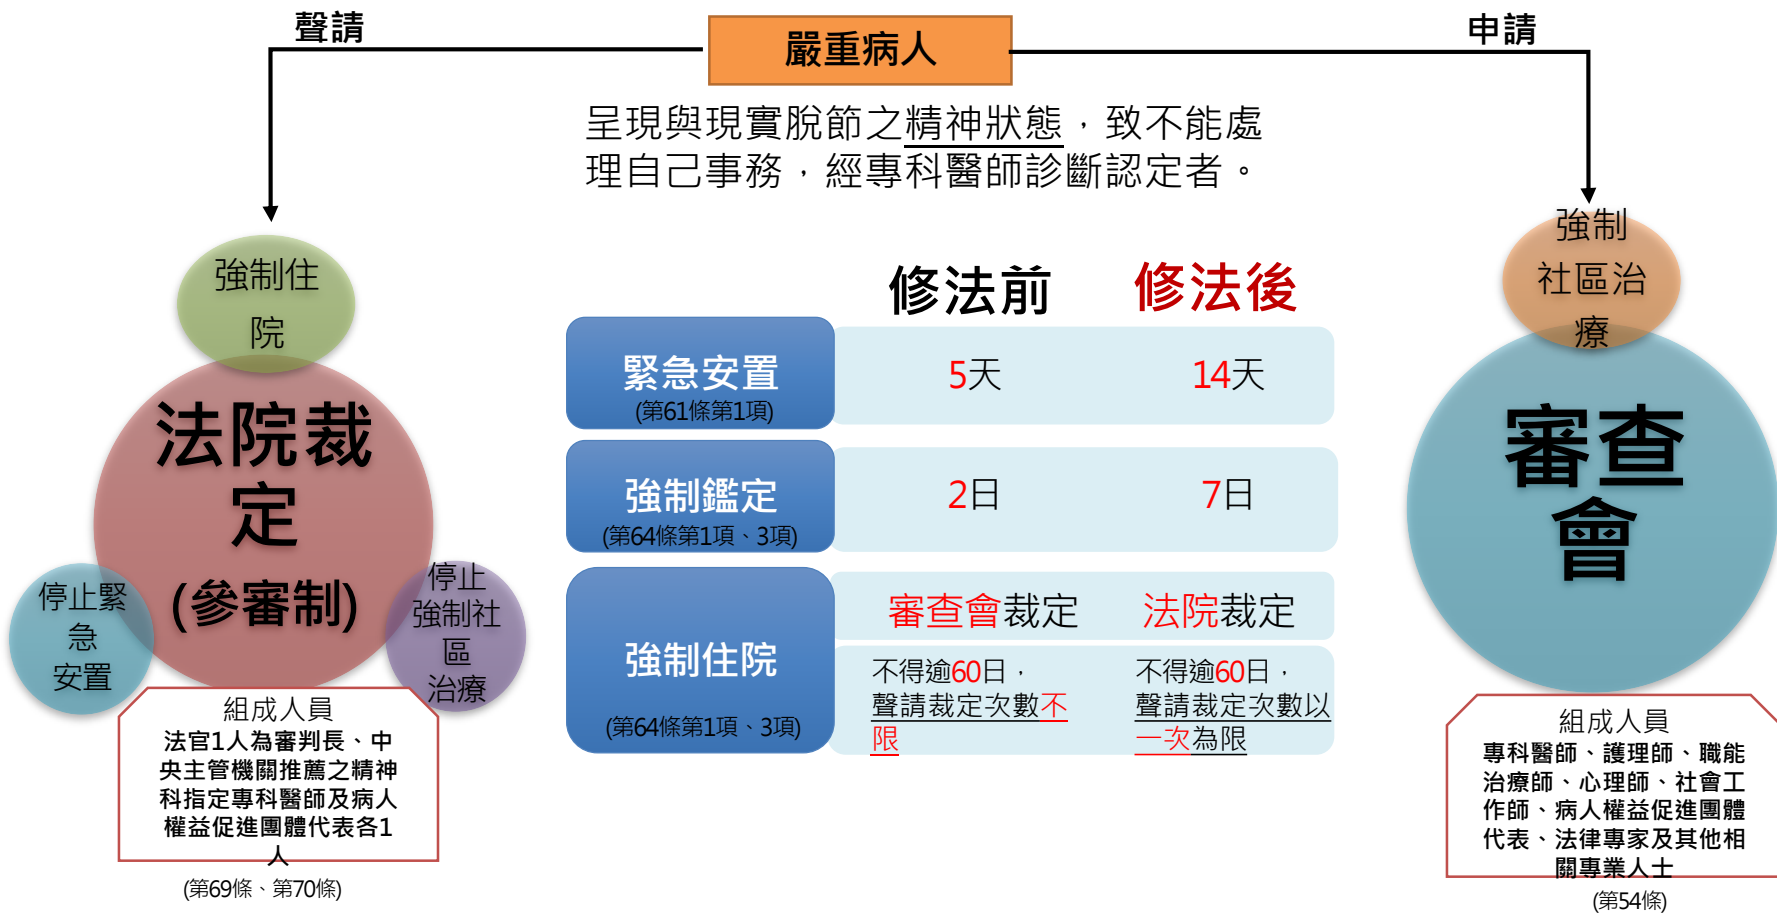 聲請
嚴重病人
申請
呈現與現實脫節之精神狀態，致不能處
理自己事務，經專科醫師診斷認定者。
強制住
院
法院裁
定
(參審制)
停止緊
急
安置
停止
強制社
區
治療
組成人員
法官1人為審判長、中
央主管機關推薦之精神
科指定專科醫師及病人
權益促進團體代表各1
人
(第69條、第70條)
修法前
修法後
緊急安置
(第61條第1項)
5天
14天
強制鑑定
(第64條第1項、3項)
2日
7日
強制住院
(第64條第1項、3項)
審查會裁定
法院裁定
不得逾60日，
聲請裁定次數不
限
不得逾60日，
聲請裁定次數以
一次為限
強制
社區治
療
審查
會
組成人員
專科醫師、護理師、職能
治療師、心理師、社會工
作師、病人權益促進團體
代表、法律專家及其他相
關專業人士
(第54條)